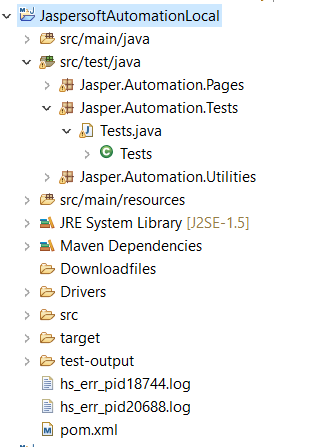 JaspersoftAutomationLocal
src/main/java
src/test/java
Jasper.Automation.Pages
Jasper.Automation.Tests
Tests.java
Tests
Jasper.Automation.Utilities
src/main/resources
JRE System Library [J2SE-1.5]
Maven Dependencies
Downloadfiles
Drivers
src
target
test-output
hs_err_pid18744.log
hs_err_pid20688.log
pom.xml